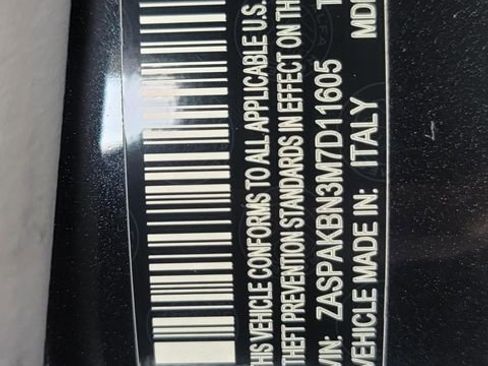 THIS VEHICLE CONFORMS TO ALL APPLICABLE U.S.
THEFT PREVENTION STANDARDS IN EFFECT ON TH
VIN: ZASPAKBN3M7D11605
VEHICLE MADE IN: ITALY MD